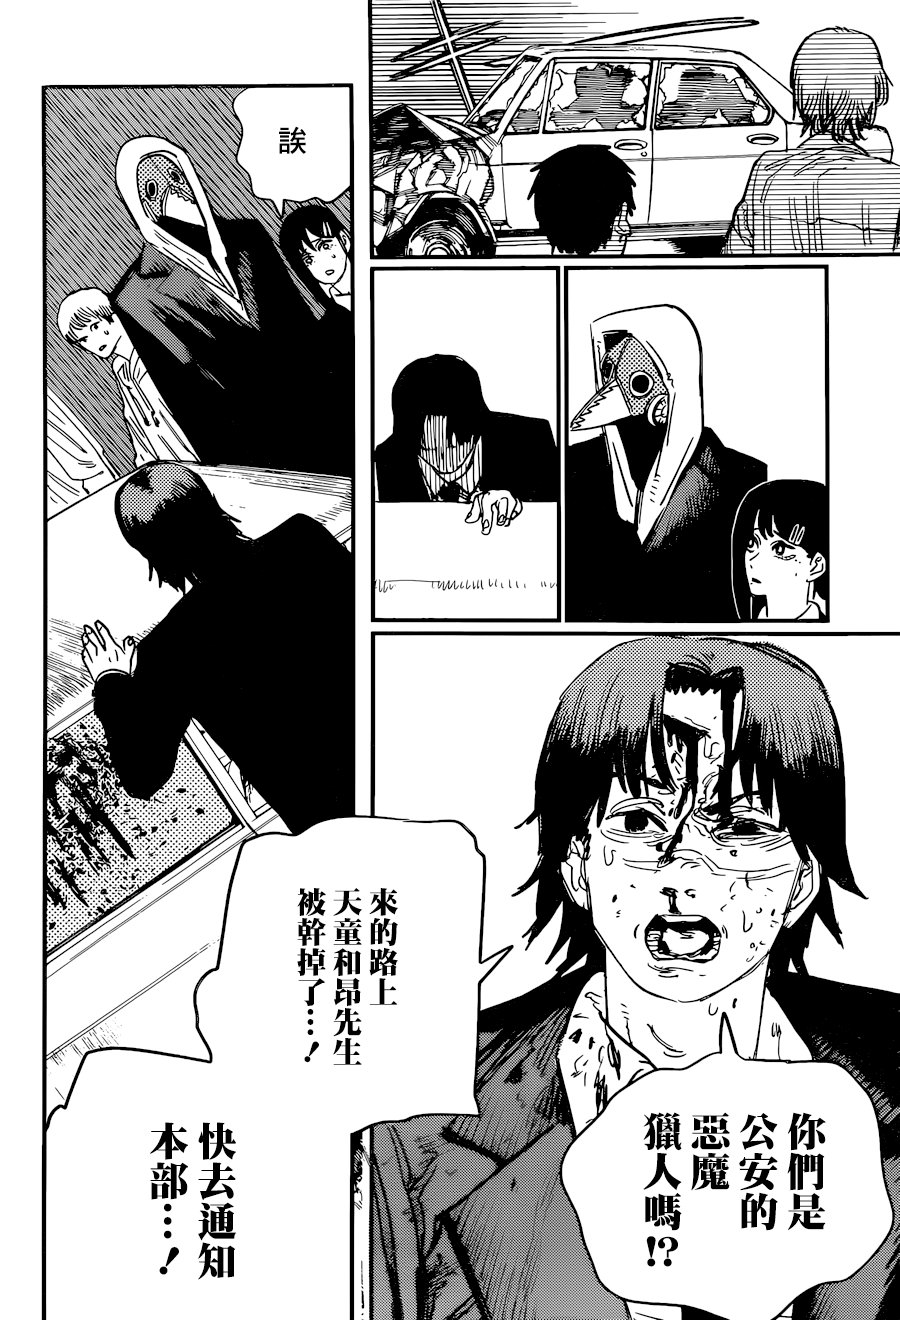 你們是
公安的
惡魔
獵人嗎!?
來的路上
天童和昂先生
被幹掉了…！
快去通知
本部…！
誒